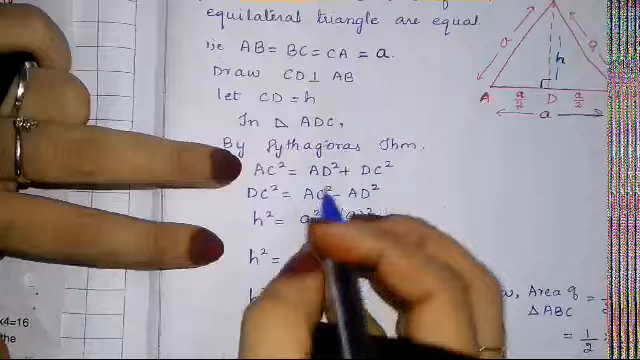 equilateral triangle are equal.
ie AB = BC = CA = a.
Draw CD ⊥ AB
let CD = h
In △ ADC,
By Pythagoras Thm.
AC² = AD² + DC²
DC² = AC² - AD²
h² = a²
h² =
a
h
a
A
a/2
D
a/2
a
Area of
△ABC
= 1/2
x4=16
the